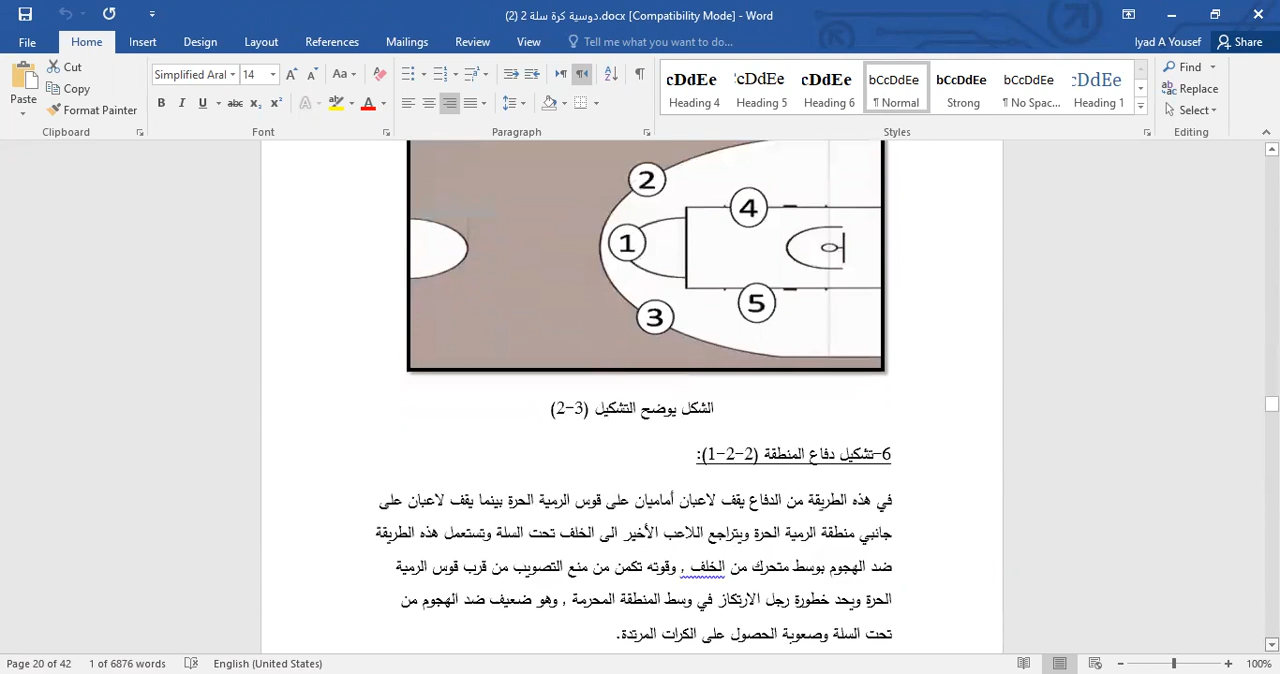 دوسية كرة سلة 2 (2).docx [Compatibility Mode] - Word
File Home Insert Design Layout References Mailings Review View Tell me what you want to do... Iyad A Yousef Share
Paste
Cut
Copy
Format Painter
Clipboard
Simplified Aral 14
Font
Paragraph
cDdEe Heading 4
cDdEe Heading 5
cDdEe Heading 6
bCcDdEe ¶ Normal
bCcDdEe Strong
bCcDdEe ¶ No Spac...
cDdEe Heading 1
Styles
Find
Replace
Select
Editing
2
4
1
5
3
الشكل يوضح التشكيل (3-2)
6-تشكيل دفاع المنطقة (2-2-1):
في هذه الطريقة من الدفاع يقف لاعبان أماميان على قوس الرمية الحرة بينما يقف لاعبان على
جانبي منطقة الرمية الحرة ويتراجع اللاعب الأخير الى الخلف تحت السلة وتستعمل هذه الطريقة
ضد الهجوم بوسط متحرك من الخلف , وقوته تكمن من منع التصويب من قرب قوس الرمية
الحرة ويحد خطورة رجل الارتكاز في وسط المنطقة المحرمة , وهو ضعيف ضد الهجوم من
تحت السلة وصعوبة الحصول على الكرات المرتدة.
Page 20 of 42 1 of 6876 words English (United States) 100%